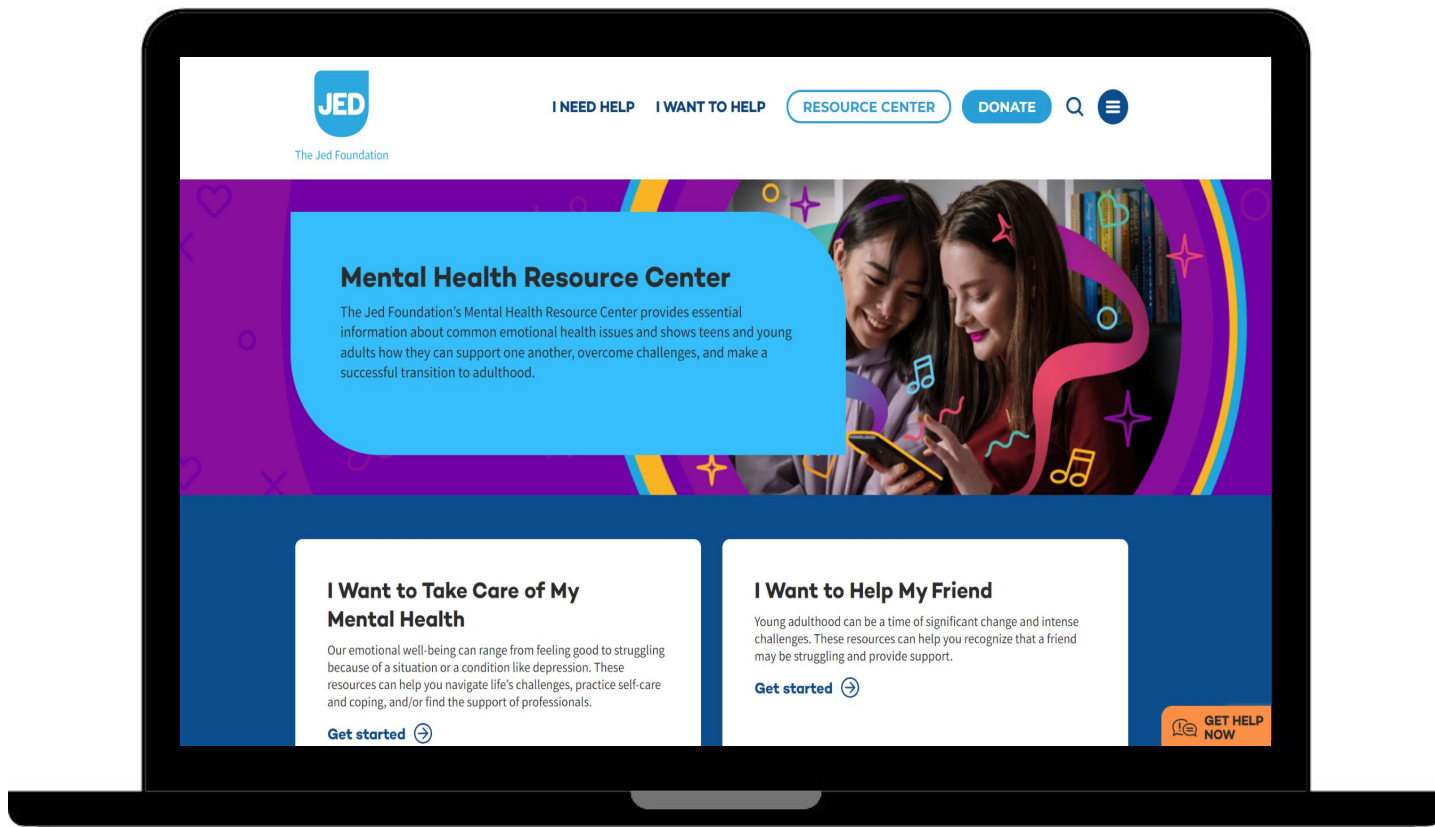 JED
The Jed Foundation
I NEED HELP
I WANT TO HELP
RESOURCE CENTER
DONATE
Mental Health Resource Center
The Jed Foundation's Mental Health Resource Center provides essential
information about common emotional health issues and shows teens and young
adults how they can support one another, overcome challenges, and make a
successful transition to adulthood.
I Want to Take Care of My
Mental Health
Our emotional well-being can range from feeling good to struggling
because of a situation or a condition like depression. These
resources can help you navigate life's challenges, practice self-care
and coping, and/or find the support of professionals.
Get started
I Want to Help My Friend
Young adulthood can be a time of significant change and intense
challenges. These resources can help you recognize that a friend
may be struggling and provide support.
Get started
GET HELP
NOW